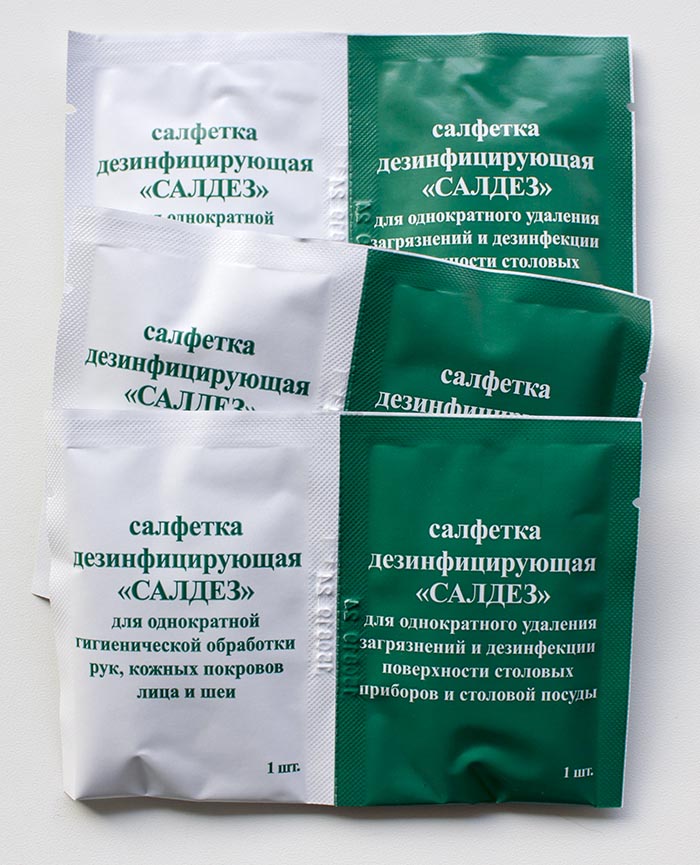 салфетка
дезинфицирующая
«САЛДЕЗ»
однократной
салфетка
дезинфицирующая
«САЛДЕЗ»
для однократного удаления
загрязнений и дезинфекции
столовых
салфетка
дезинфицирующая
«САЛДЕЗ»
салфетка
салфетка
дезинфицирующая
«САЛДЕЗ»
для однократной
гигиенической обработки
рук, кожных покровов
лица и шеи
1 шт.
салфетка
дезинфицирующая
«САЛДЕЗ»
для однократного удаления
загрязнений и дезинфекции
поверхности столовых
приборов и столовой посуды
1 шт.